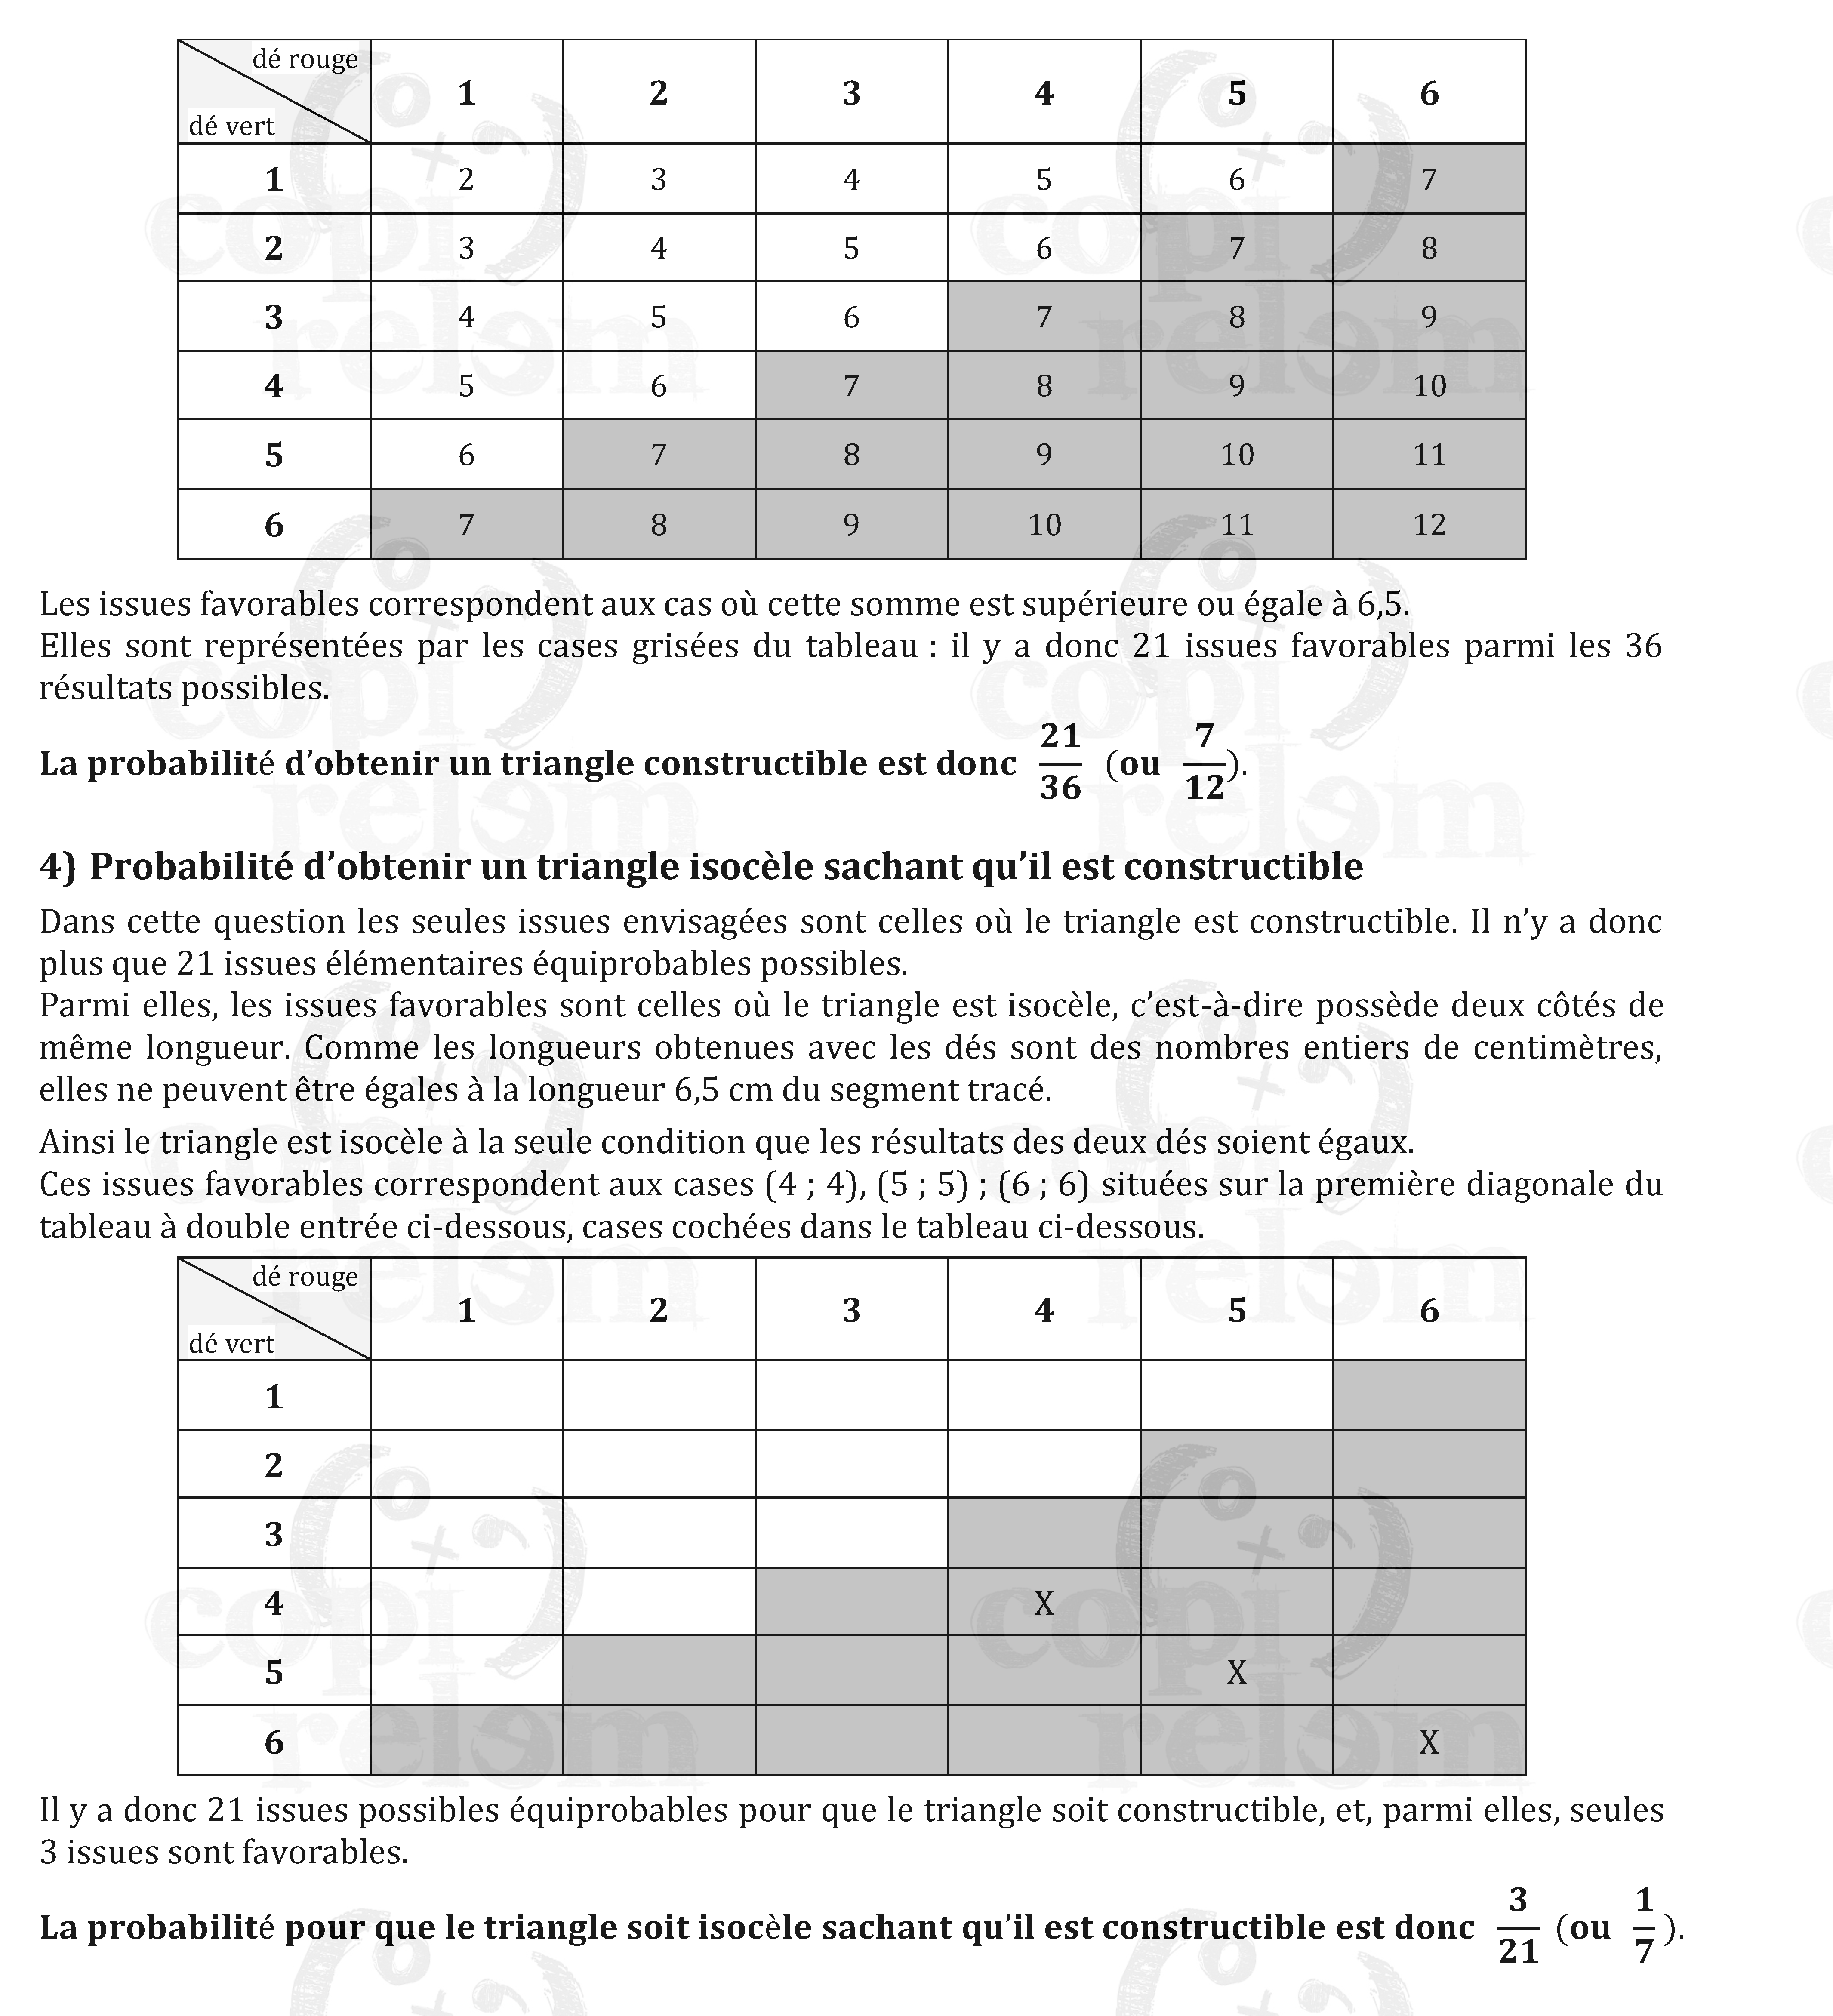 dé rouge
dé vert
1 2 3 4 5 6
1 2 3 4 5 6 7
2 3 4 5 6 7 8
3 4 5 6 7 8 9
4 5 6 7 8 9 10
5 6 7 8 9 10 11
6 7 8 9 10 11 12
Les issues favorables correspondent aux cas où cette somme est supérieure ou égale à 6,5.
Elles sont représentées par les cases grisées du tableau : il y a donc 21 issues favorables parmi les 36
résultats possibles.
La probabilité d’obtenir un triangle constructible est donc 21/36 (ou 7/12).
4) Probabilité d’obtenir un triangle isocèle sachant qu’il est constructible
Dans cette question les seules issues envisagées sont celles où le triangle est constructible. Il n’y a donc
plus que 21 issues élémentaires équiprobables possibles.
Parmi elles, les issues favorables sont celles où le triangle est isocèle, c’est-à-dire possède deux côtés de
même longueur. Comme les longueurs obtenues avec les dés sont des nombres entiers de centimètres,
elles ne peuvent être égales à la longueur 6,5 cm du segment tracé.
Ainsi le triangle est isocèle à la seule condition que les résultats des deux dés soient égaux.
Ces issues favorables correspondent aux cases (4 ; 4), (5 ; 5) ; (6 ; 6) situées sur la première diagonale du
tableau à double entrée ci-dessous, cases cochées dans le tableau ci-dessous.
dé rouge
dé vert
1 2 3 4 5 6
1
2
3
4 X
5 X
6 X
Il y a donc 21 issues possibles équiprobables pour que le triangle soit constructible, et, parmi elles, seules
3 issues sont favorables.
La probabilité pour que le triangle soit isocèle sachant qu’il est constructible est donc 3/21 (ou 1/7).